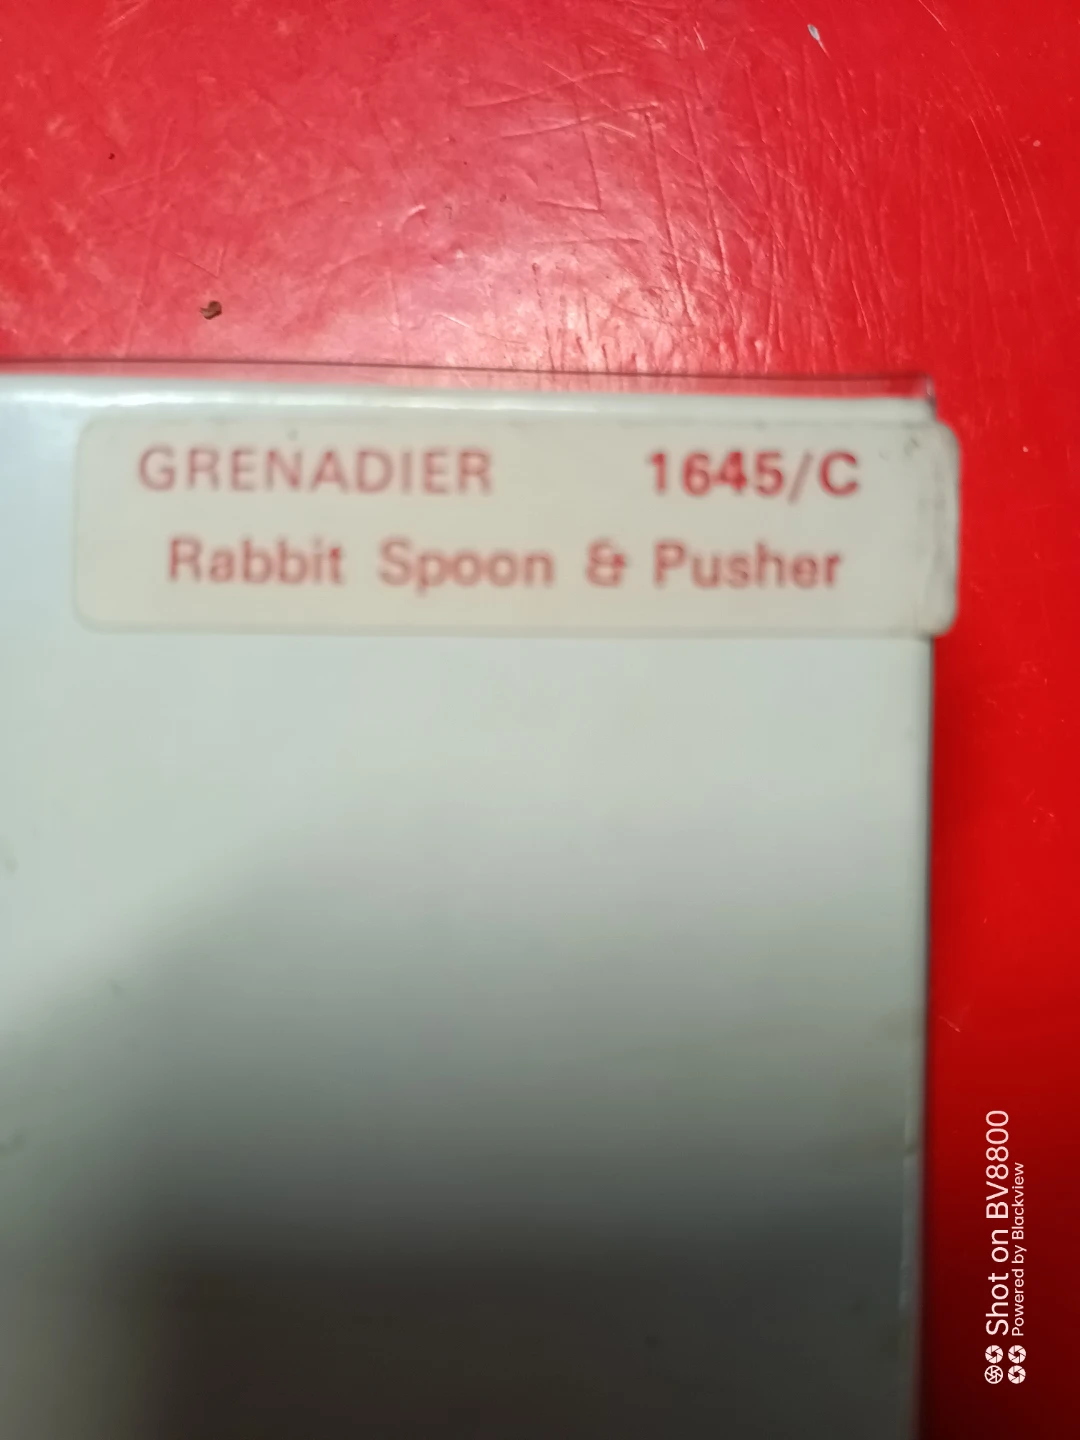 GRENADIER 1645/C
Rabbit Spoon & Pusher
Shot on BV8800
Powered by Blackview